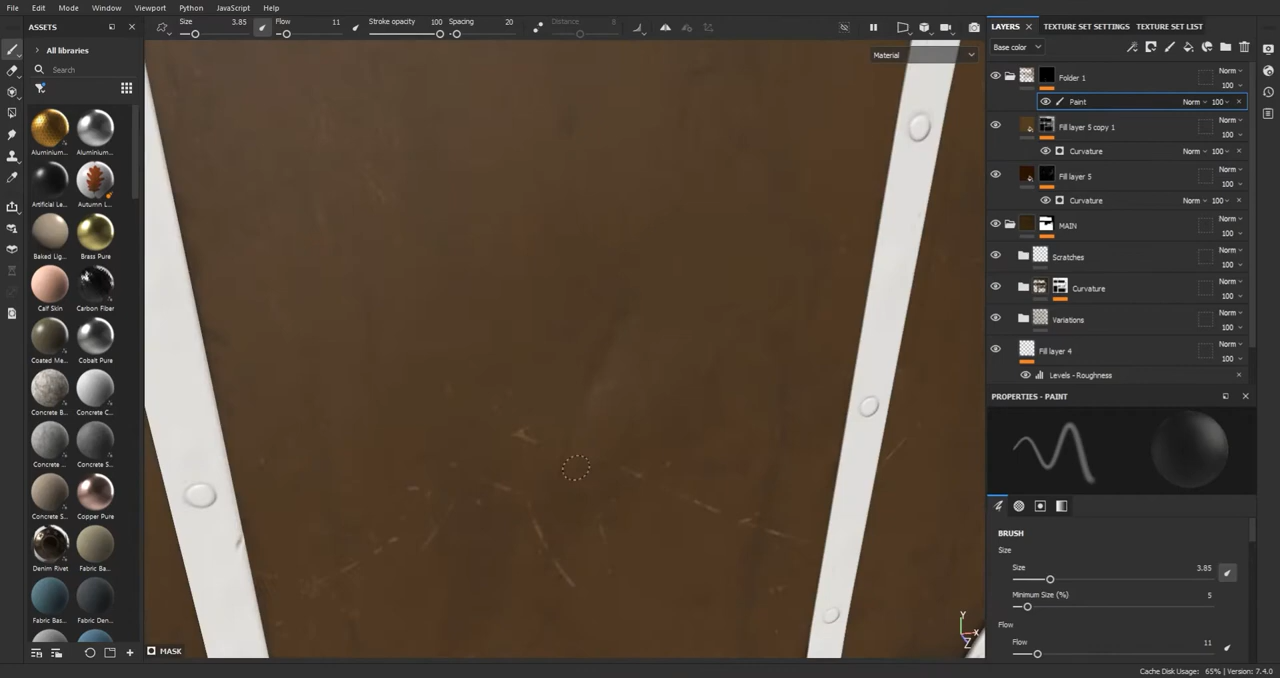 File Edit Mode Window Viewport Python JavaScript Help
ASSETS
Size 3.85 Flow 11 Stroke opacity 100 Spacing 20 Distance 8
LAYERS TEXTURE SET SETTINGS TEXTURE SET LIST
All libraries
Search
Material
Base color
Folder 1 Norm 100
Paint Norm 100
Fill layer 5 copy 1 Norm 100
Curvature Norm 100
Fill layer 5 Norm 100
Curvature Norm 100
MAIN Norm 100
Scratches Norm 100
Curvature Norm 100
Variations Norm 100
Fill layer 4 Norm 100
Levels - Roughness
Aluminium... Aluminium...
Artificial Le... Autumn L...
Baked Lig... Brass Pure
Calf Skin Carbon Fiber
Coated Me... Cobalt Pure
Concrete B... Concrete C...
Concrete ... Concrete S...
Concrete S... Copper Pure
Denim Rivet Fabric Ba...
Fabric Bas... Fabric Den...
PROPERTIES - PAINT
BRUSH
Size
Size 3.85
Minimum Size (%) 5
Flow
Flow 11
MASK
Y
X
Z
Cache Disk Usage: 65% | Version: 7.4.0